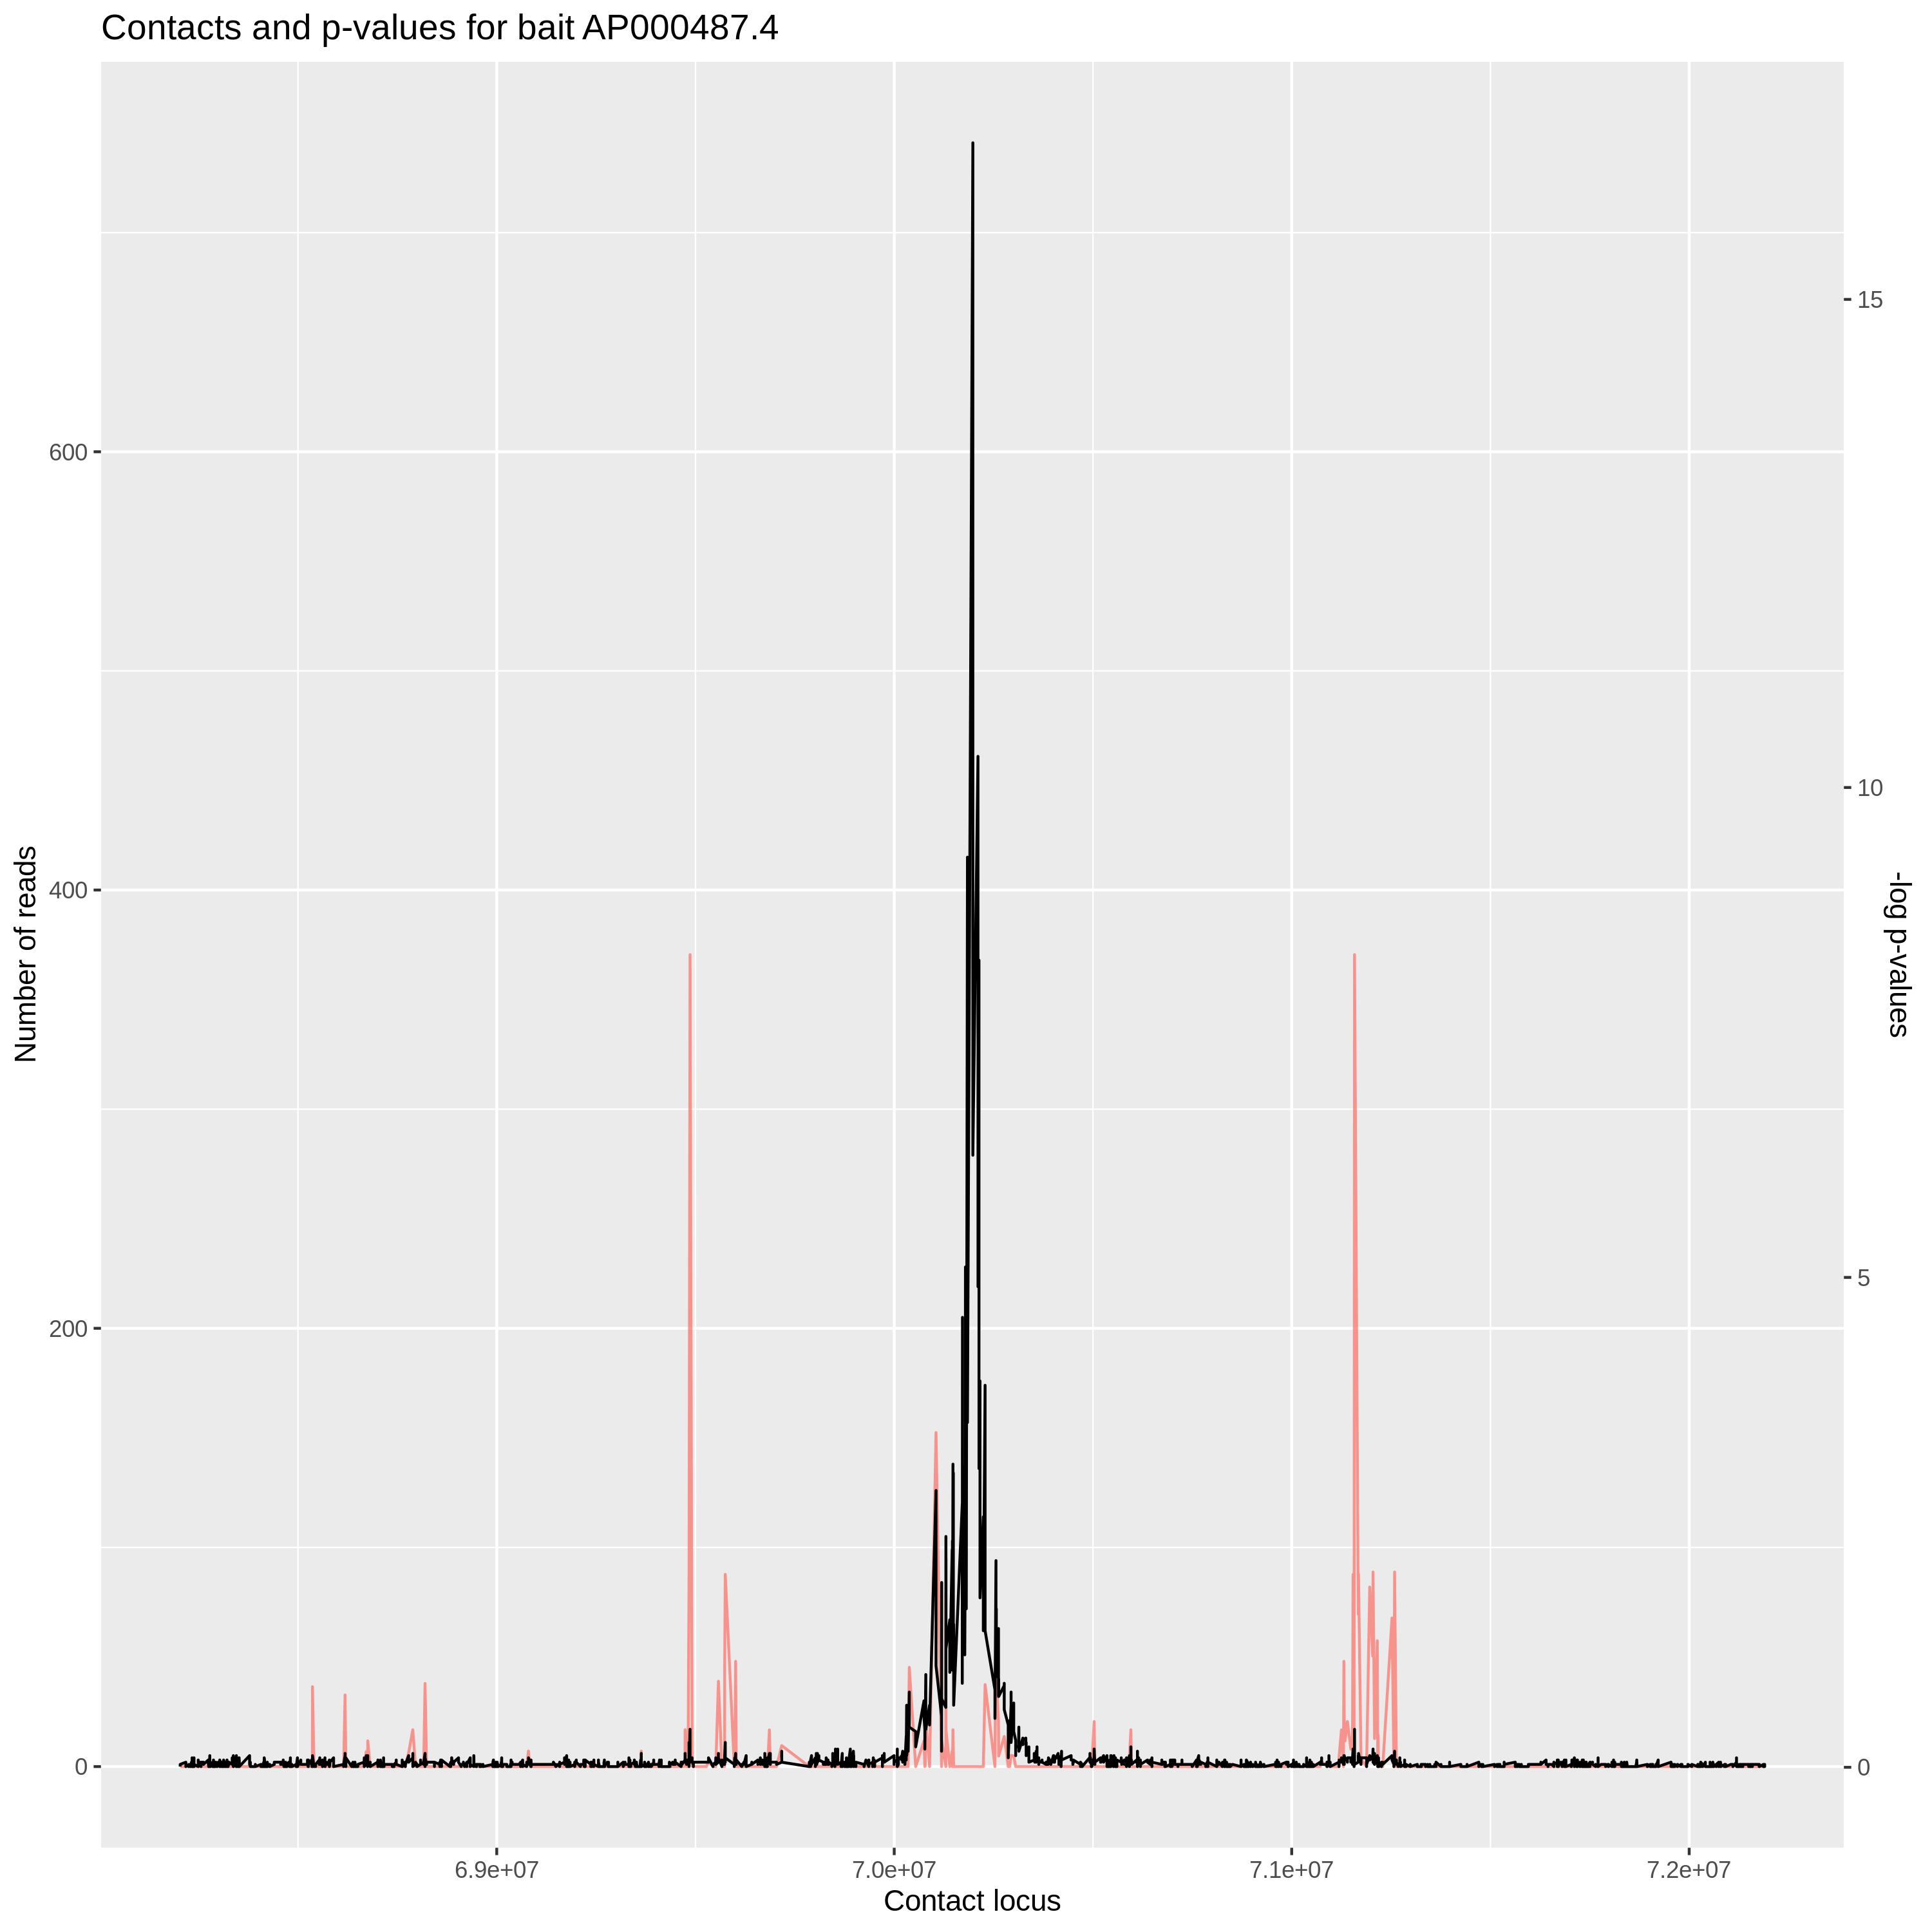 Contacts and p-values for bait AP000487.4
600
400
200
0
Number of reads
15
10
5
0
-log p-values
6.9e+07
7.0e+07
7.1e+07
7.2e+07
Contact locus